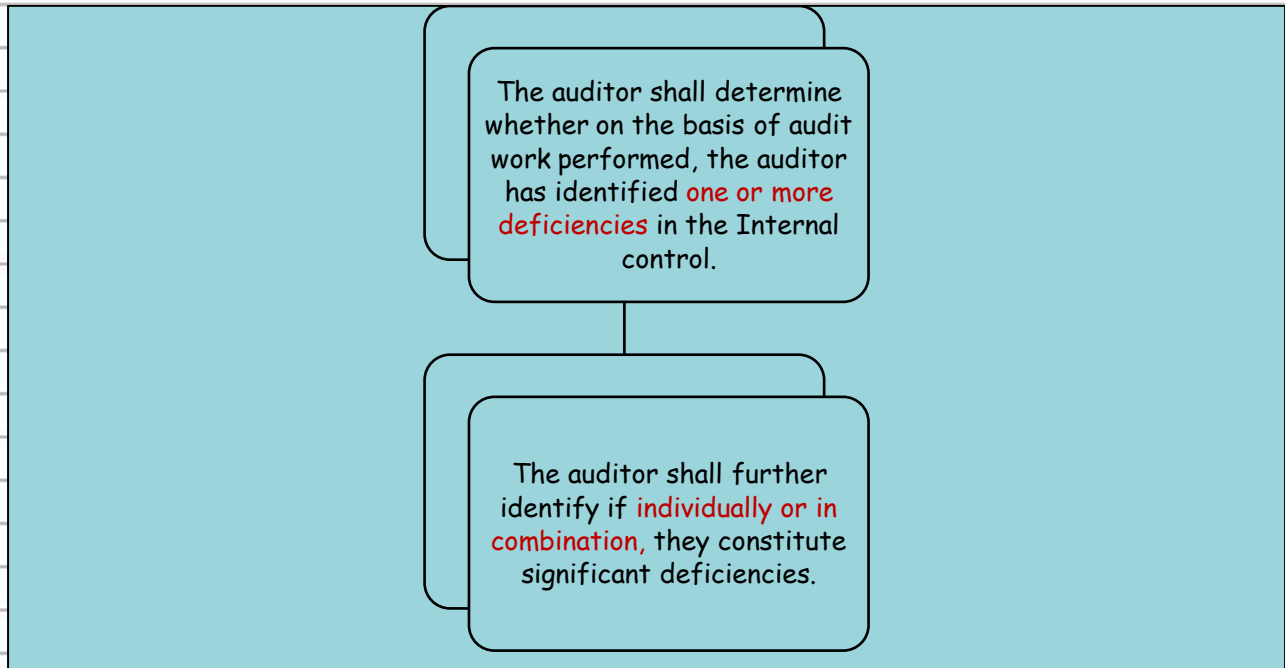 The auditor shall determine
whether on the basis of audit
work performed, the auditor
has identified one or more
deficiencies in the Internal
control.
The auditor shall further
identify if individually or in
combination, they constitute
significant deficiencies.